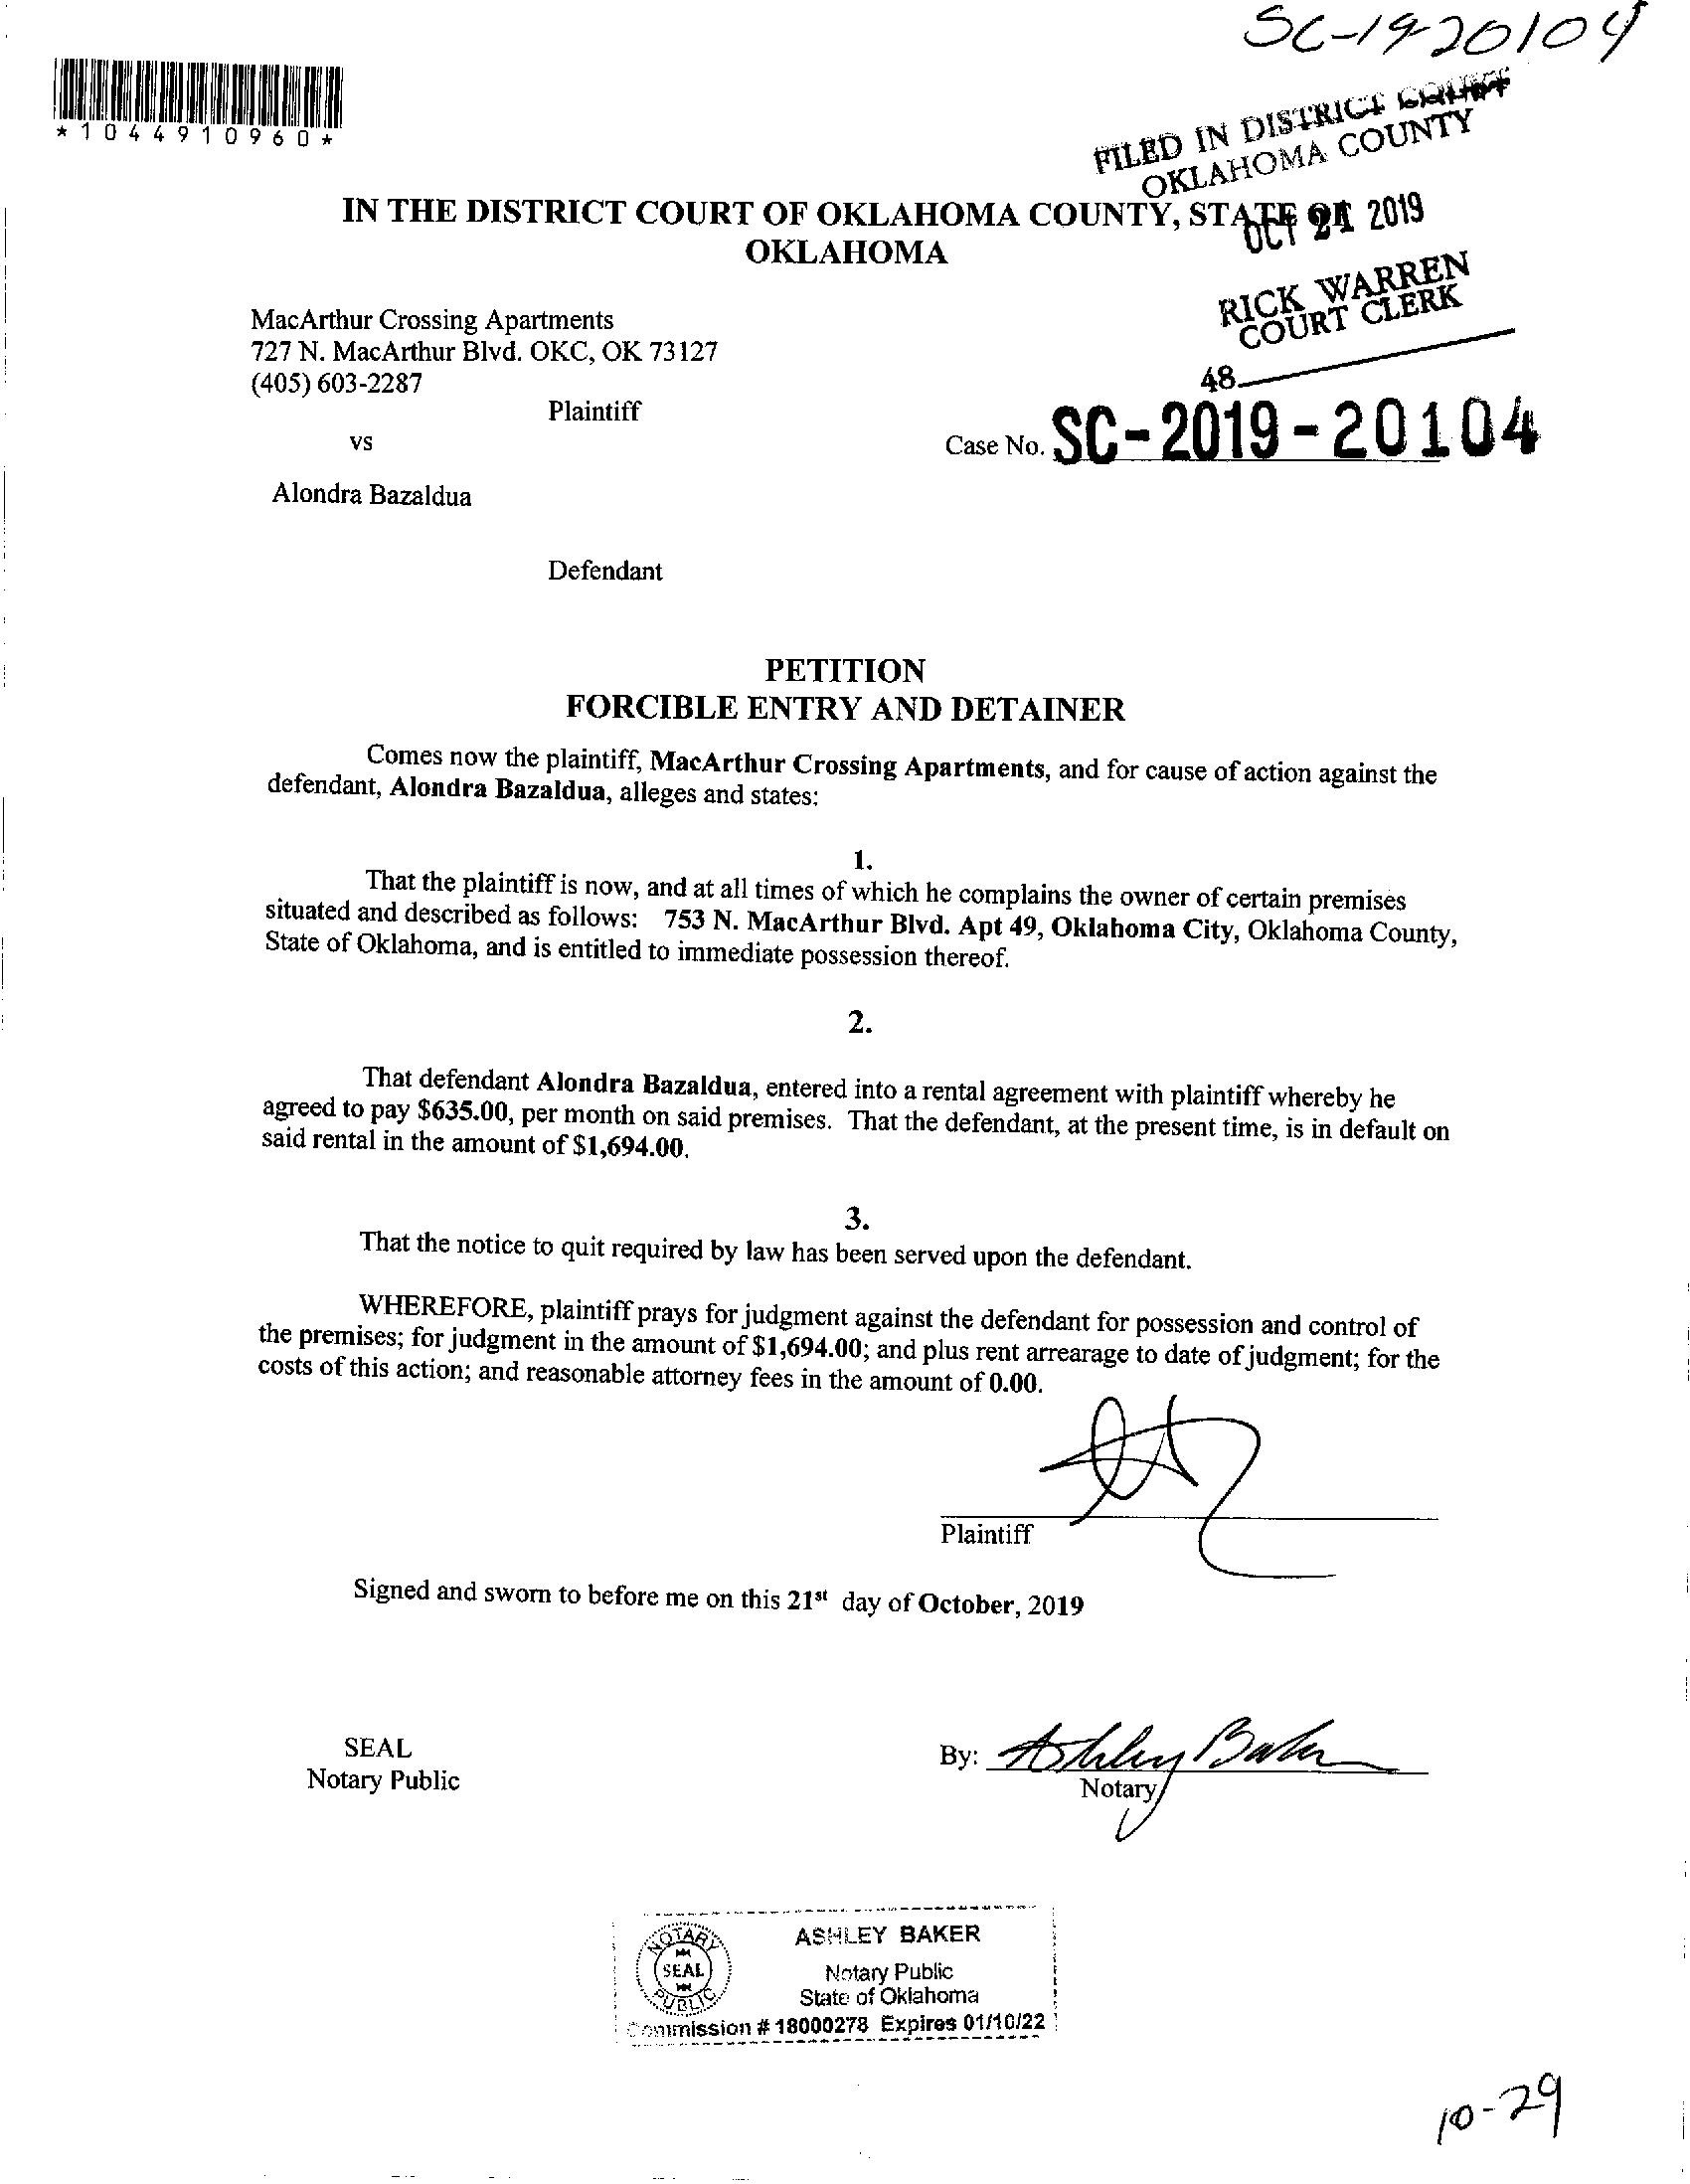 SC-19-20104
*1044910960*
FILED IN DISTRICT COURT
OKLAHOMA COUNTY
IN THE DISTRICT COURT OF OKLAHOMA COUNTY, STATE OF
OCT 21 2019
OKLAHOMA
RICK WARREN
COURT CLERK
MacArthur Crossing Apartments
727 N. MacArthur Blvd. OKC, OK 73127
(405) 603-2287
48
Plaintiff
vs
Case No. SC-2019-20104
Alondra Bazaldua
Defendant
PETITION
FORCIBLE ENTRY AND DETAINER
Comes now the plaintiff, MacArthur Crossing Apartments, and for cause of action against the
defendant, Alondra Bazaldua, alleges and states:
1.
That the plaintiff is now, and at all times of which he complains the owner of certain premises
situated and described as follows: 753 N. MacArthur Blvd. Apt 49, Oklahoma City, Oklahoma County,
State of Oklahoma, and is entitled to immediate possession thereof.
2.
That defendant Alondra Bazaldua, entered into a rental agreement with plaintiff whereby he
agreed to pay $635.00, per month on said premises. That the defendant, at the present time, is in default on
said rental in the amount of $1,694.00.
3.
That the notice to quit required by law has been served upon the defendant.
WHEREFORE, plaintiff prays for judgment against the defendant for possession and control of
the premises; for judgment in the amount of $1,694.00; and plus rent arrearage to date of judgment; for the
costs of this action; and reasonable attorney fees in the amount of 0.00.
Plaintiff
Signed and sworn to before me on this 21st day of October, 2019
SEAL
Notary Public
By: Ashley Baker
Notary
NOTARY
SEAL
PUBLIC
ASHLEY BAKER
Notary Public
State of Oklahoma
Commission # 18000278 Expires 01/10/22
10-29